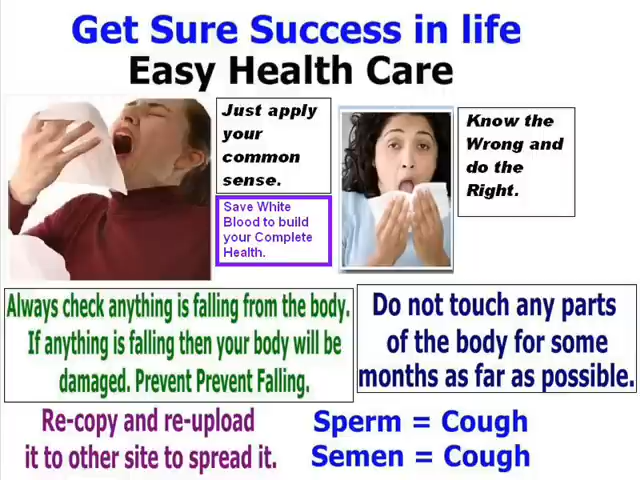 Get Sure Success in life
Easy Health Care
Just apply
your
common
sense.
Save White
Blood to build
your Complete
Health.
Know the
Wrong and
do the
Right.
Always check anything is falling from the body.
If anything is falling then your body will be
damaged. Prevent Prevent Falling.
Do not touch any parts
of the body for some
months as far as possible.
Re-copy and re-upload
it to other site to spread it.
Sperm = Cough
Semen = Cough